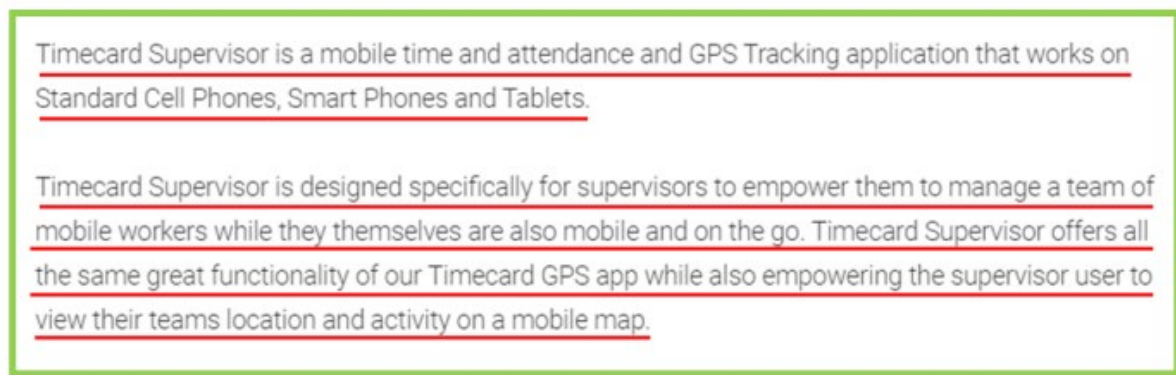 Timecard Supervisor is a mobile time and attendance and GPS Tracking application that works on
Standard Cell Phones, Smart Phones and Tablets.
Timecard Supervisor is designed specifically for supervisors to empower them to manage a team of
mobile workers while they themselves are also mobile and on the go. Timecard Supervisor offers all
the same great functionality of our Timecard GPS app while also empowering the supervisor user to
view their teams location and activity on a mobile map.